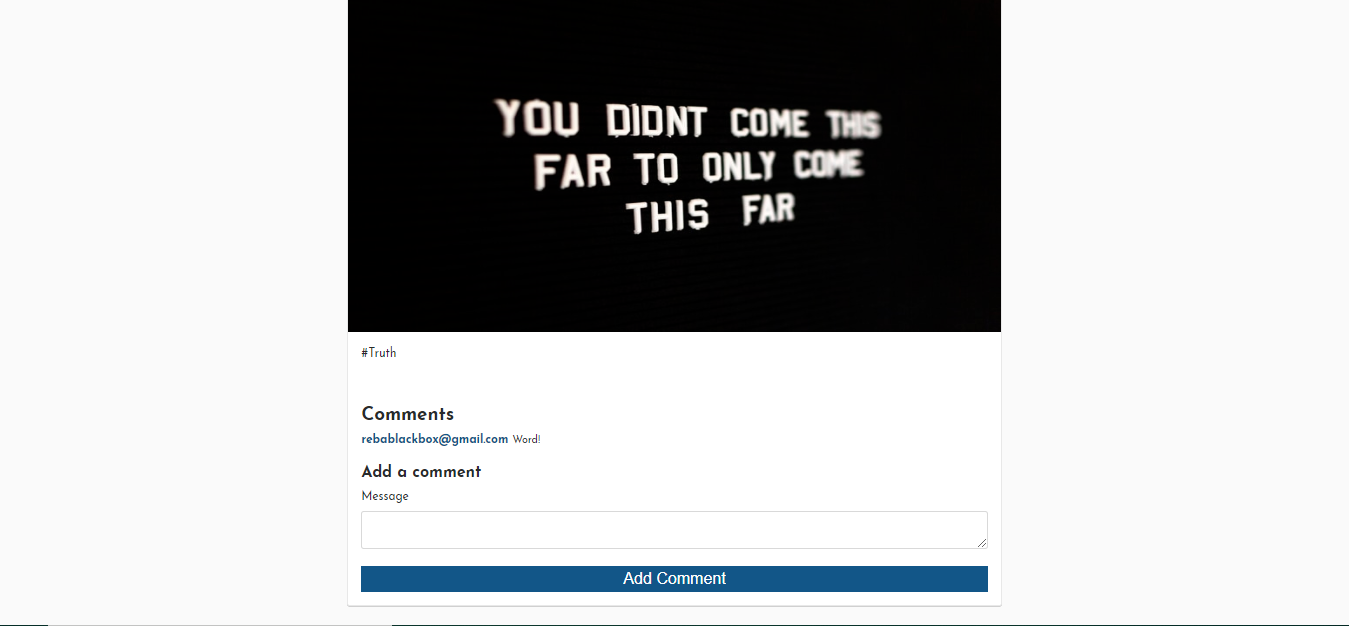 YOU DIDNT COME THIS
FAR TO ONLY COME
THIS FAR
#Truth
Comments
rebablackbox@gmail.com Word!
Add a comment
Message
Add Comment